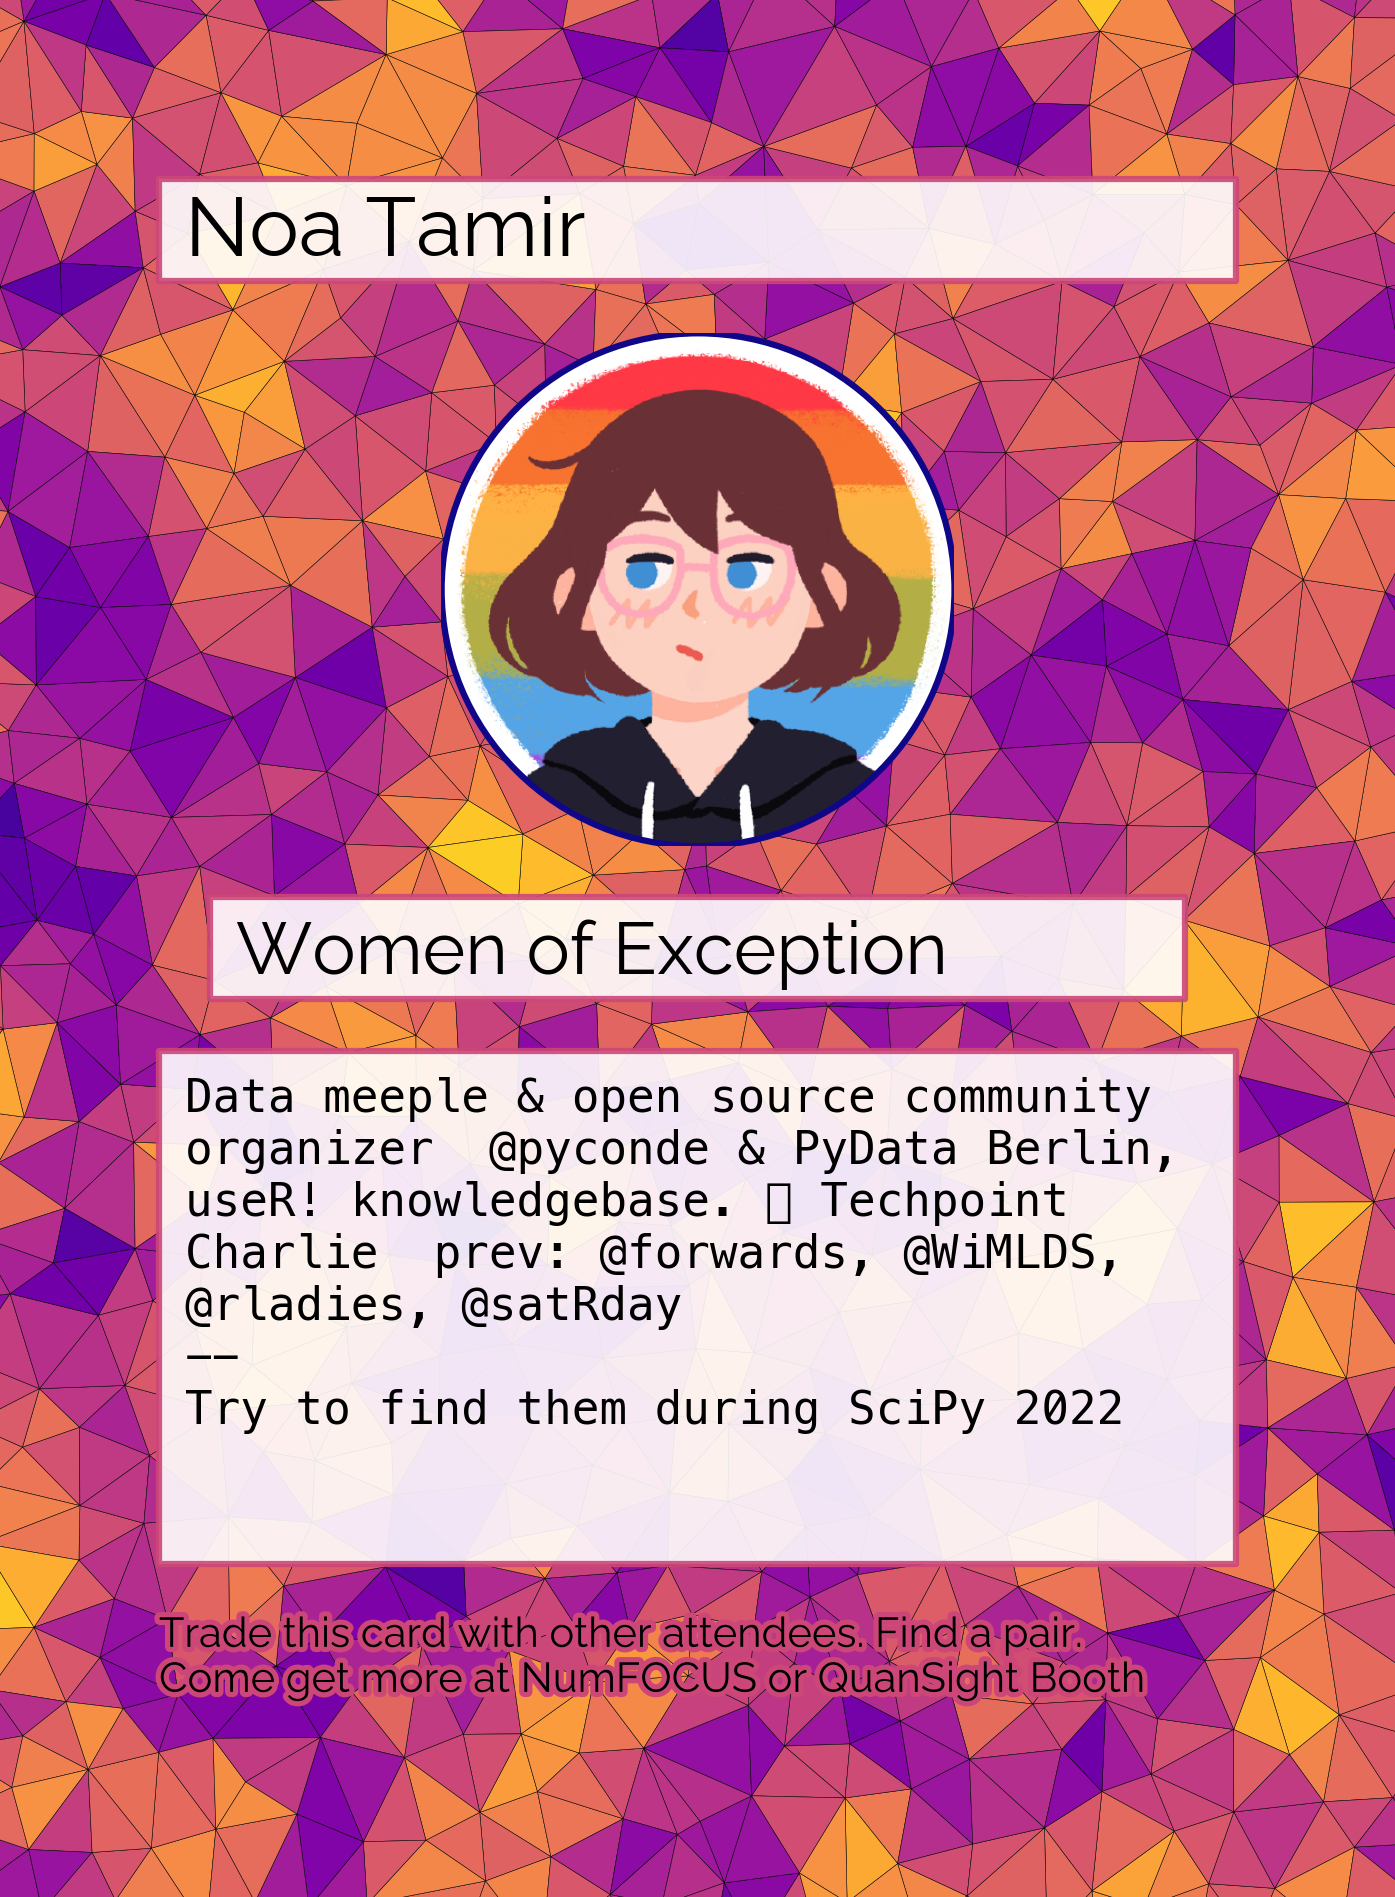 Noa Tamir
Women of Exception
Data meeple & open source community
organizer  @pyconde & PyData Berlin,
useR! knowledgebase. ▯ Techpoint
Charlie  prev: @forwards, @WiMLDS,
@rladies, @satRday
——
Try to find them during SciPy 2022
Trade this card with other attendees. Find a pair.
Come get more at NumFOCUS or QuanSight Booth